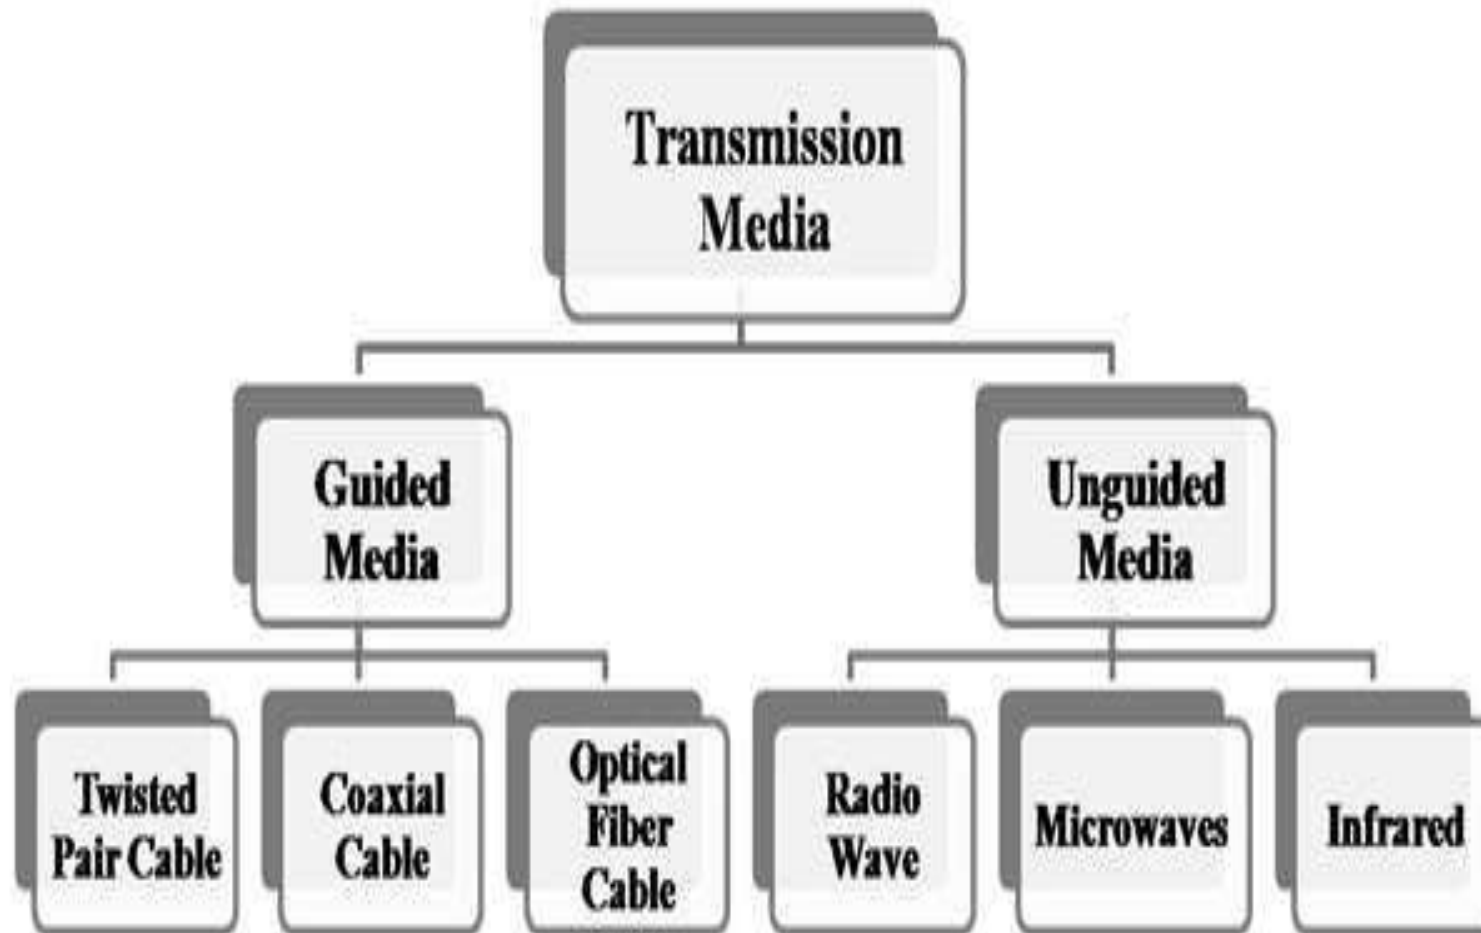 Transmission
Media
Guided
Media
Unguided
Media
Twisted
Pair Cable
Coaxial
Cable
Optical
Fiber
Cable
Radio
Wave
Microwaves
Infrared